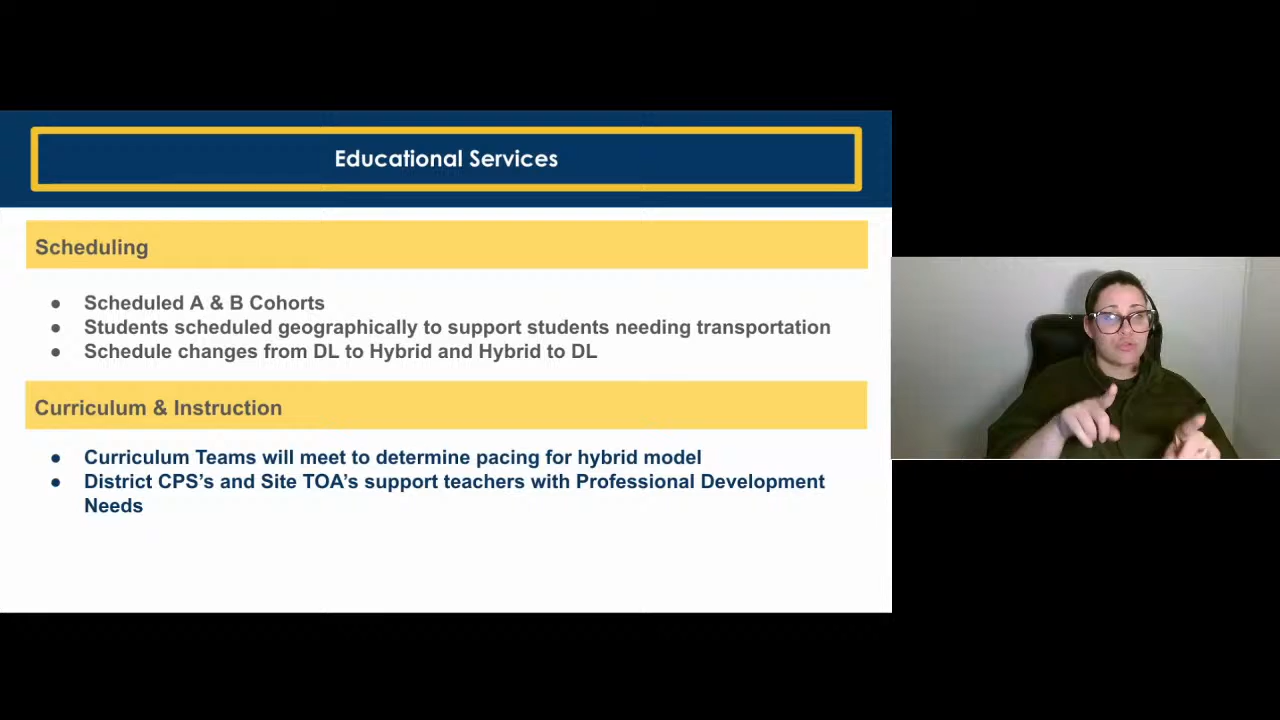 Educational Services
Scheduling
● Scheduled A & B Cohorts
● Students scheduled geographically to support students needing transportation
● Schedule changes from DL to Hybrid and Hybrid to DL
Curriculum & Instruction
● Curriculum Teams will meet to determine pacing for hybrid model
● District CPS’s and Site TOA’s support teachers with Professional Development
Needs